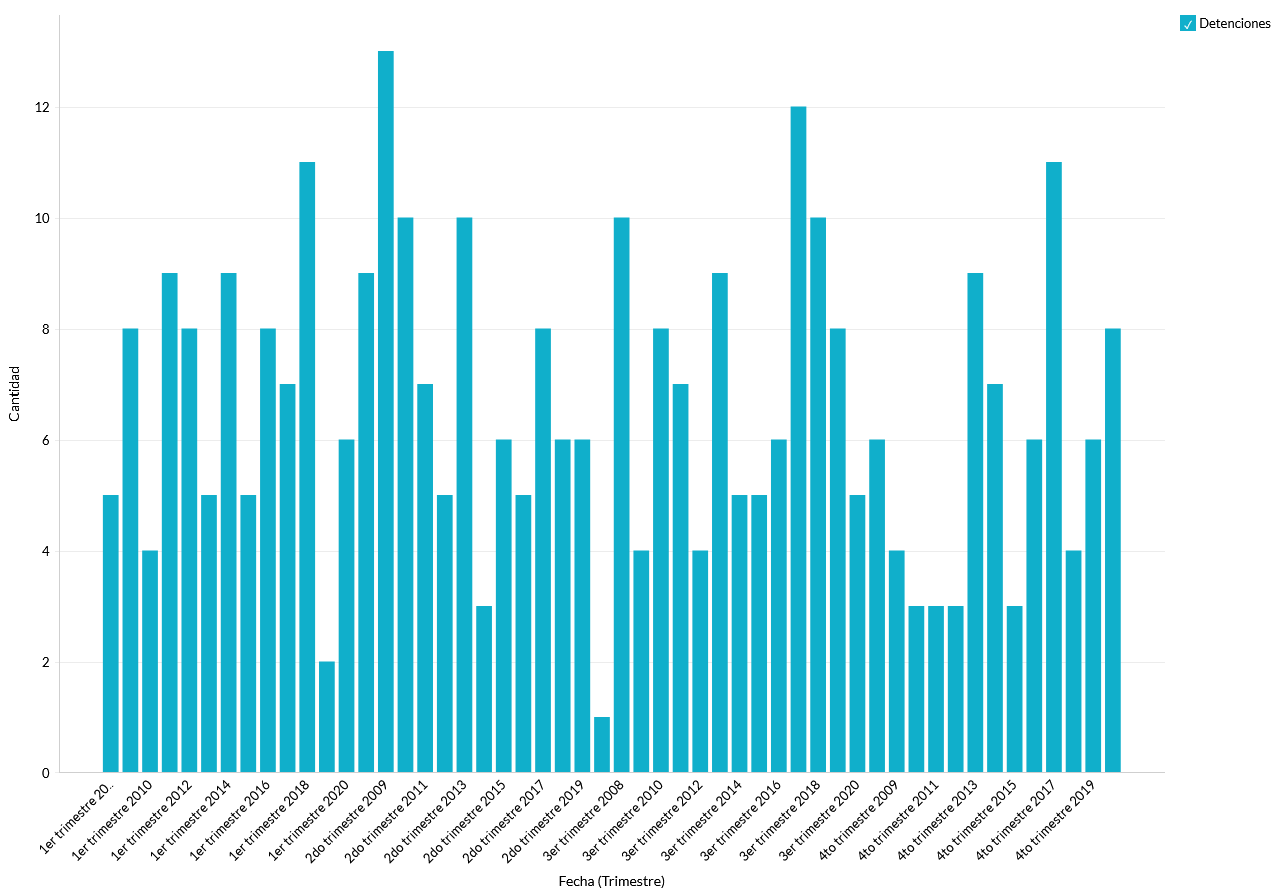 Detenciones
12
10
8
6
4
2
0
Cantidad
1er trimestre 20..
1er trimestre 2010
1er trimestre 2012
1er trimestre 2014
1er trimestre 2016
1er trimestre 2018
1er trimestre 2020
2do trimestre 2009
2do trimestre 2011
2do trimestre 2013
2do trimestre 2015
2do trimestre 2017
2do trimestre 2019
3er trimestre 2008
3er trimestre 2010
3er trimestre 2012
3er trimestre 2014
3er trimestre 2016
3er trimestre 2018
3er trimestre 2020
4to trimestre 2009
4to trimestre 2011
4to trimestre 2013
4to trimestre 2015
4to trimestre 2017
4to trimestre 2019
Fecha (Trimestre)